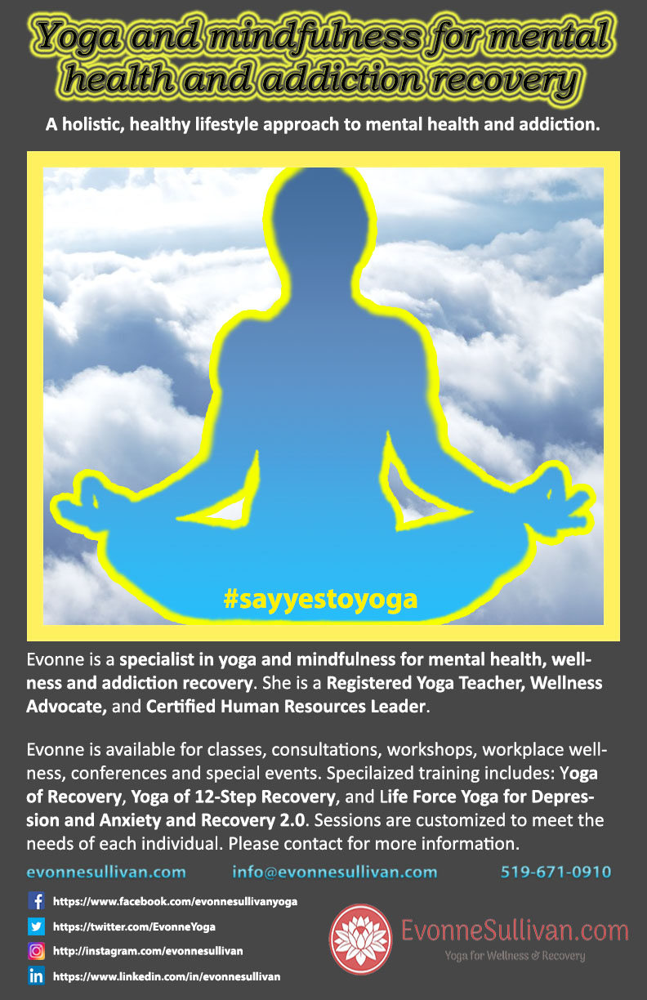 Yoga and mindfulness for mental
health and addiction recovery
A holistic, healthy lifestyle approach to mental health and addiction.
#sayyestoyoga
Evonne is a specialist in yoga and mindfulness for mental health, well-
ness and addiction recovery. She is a Registered Yoga Teacher, Wellness
Advocate, and Certified Human Resources Leader.
Evonne is available for classes, consultations, workshops, workplace well-
ness, conferences and special events. Specilaized training includes: Yoga
of Recovery, Yoga of 12-Step Recovery, and Life Force Yoga for Depres-
sion and Anxiety and Recovery 2.0. Sessions are customized to meet the
needs of each individual. Please contact for more information.
evonnesullivan.com info@evonnesullivan.com 519-671-0910
https://www.facebook.com/evonnesullivanyoga
https://twitter.com/EvonneYoga
http://instagram.com/evonnesullivan
https://www.linkedin.com/in/evonnesullivan
EvonneSullivan.com
Yoga for Wellness & Recovery